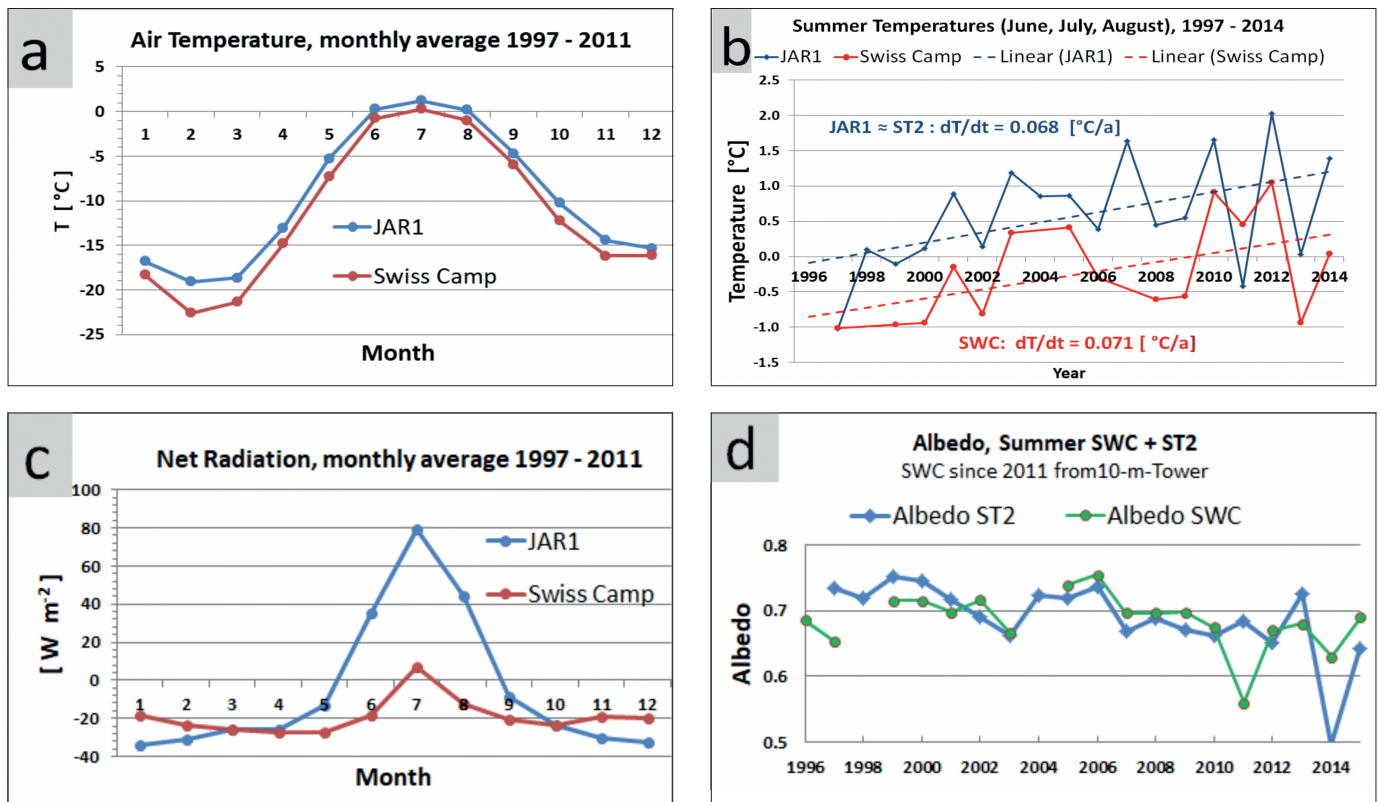 a
Air Temperature, monthly average 1997 - 2011
5
0
-5
-10
-15
-20
-25
T [ °C]
1 2 3 4 5 6 7 8 9 10 11 12
JAR1
Swiss Camp
Month
b
Summer Temperatures (June, July, August), 1997 - 2014
JAR1 Swiss Camp Linear (JAR1) Linear (Swiss Camp)
2.5
2.0
1.5
1.0
0.5
0.0
-0.5
-1.0
-1.5
Temperature [°C]
JAR1 ≈ ST2 : dT/dt = 0.068 [°C/a]
1996 1998 2000 2002 2004 2006 2008 2010 2012 2014
SWC: dT/dt = 0.071 [ °C/a]
Year
c
Net Radiation, monthly average 1997 - 2011
100
80
60
40
20
0
-20
-40
[ W m-2 ]
JAR1
Swiss Camp
1 2 3 4 5 6 7 8 9 10 11 12
Month
d
Albedo, Summer SWC + ST2
SWC since 2011 from10-m-Tower
Albedo ST2 Albedo SWC
0.8
0.7
0.6
0.5
Albedo
1996 1998 2000 2002 2004 2006 2008 2010 2012 2014